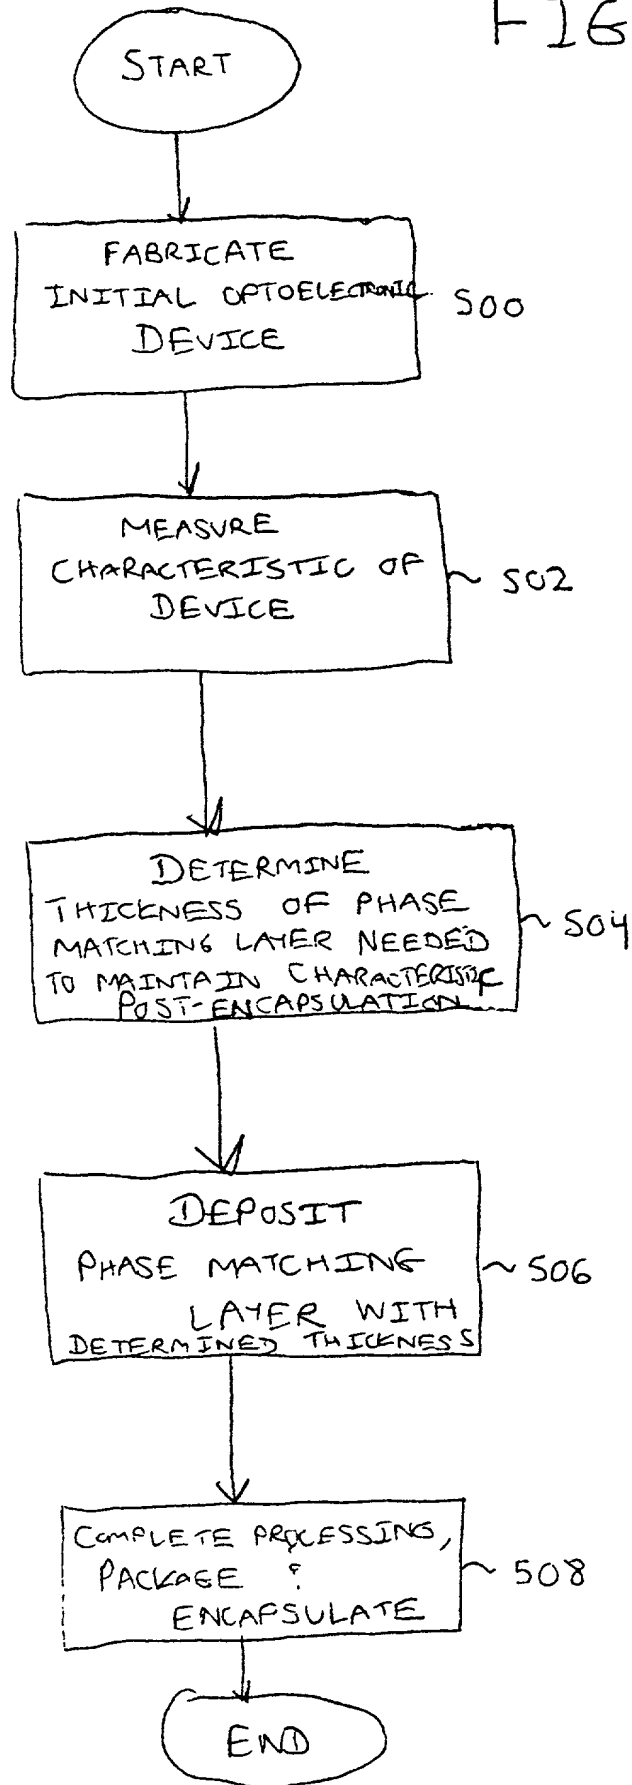 FIG
START
FABRICATE
INITIAL OPTOELECTRONIC
DEVICE
500
MEASURE
CHARACTERISTIC OF
DEVICE
502
DETERMINE
THICKNESS OF PHASE
MATCHING LAYER NEEDED
TO MAINTAIN CHARACTERISTIC
POST-ENCAPSULATION
504
DEPOSIT
PHASE MATCHING
LAYER WITH
DETERMINED THICKNESS
506
COMPLETE PROCESSING,
PACKAGE &
ENCAPSULATE
508
END